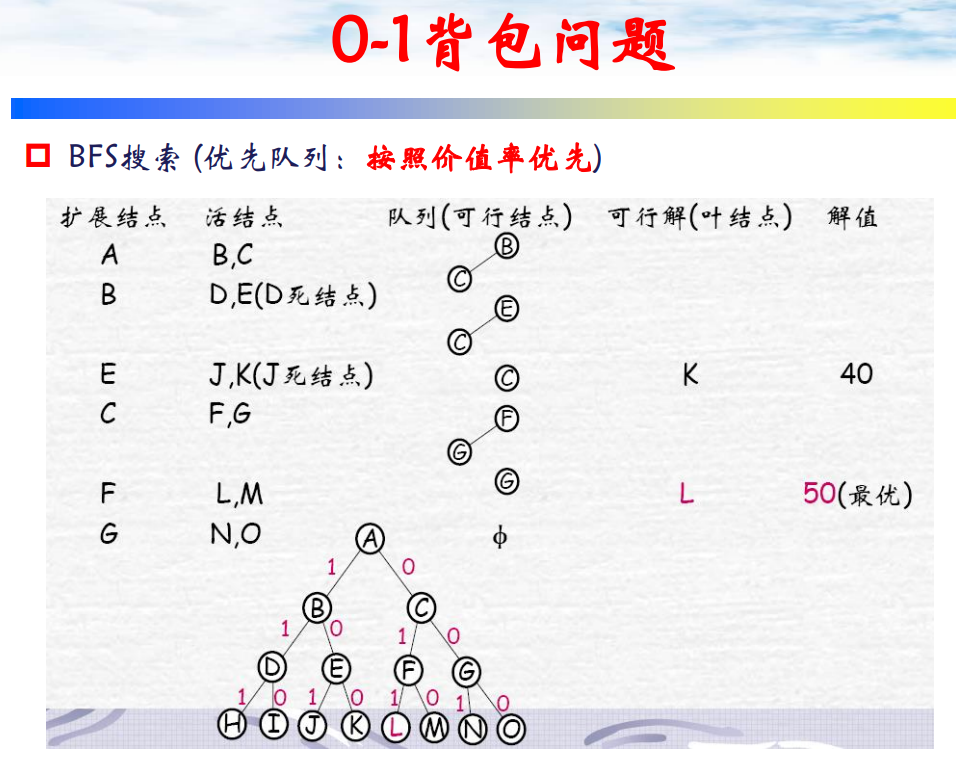 0-1背包问题
BFS搜索 (优先队列：按照价值率优先)
扩展结点 活结点 队列(可行结点) 可行解(叶结点) 解值
A B,C B
C
B D,E(D死结点) E
C
E J,K(J死结点) C K 40
C F,G F
G
F L,M G L 50(最优)
G N,O ϕ
A
1 0
B C
1 0 1 0
D E F G
1 0 1 0 1 0 1 0
H I J K L M N O